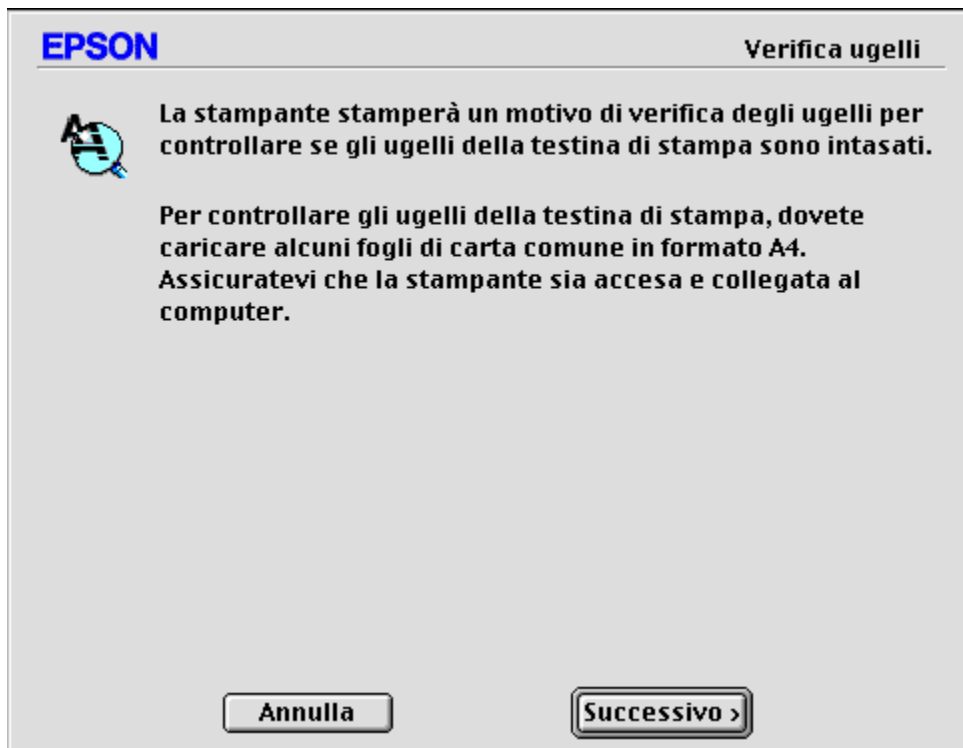 EPSON
Verifica ugelli
La stampante stamperà un motivo di verifica degli ugelli per
controllare se gli ugelli della testina di stampa sono intasati.
Per controllare gli ugelli della testina di stampa, dovete
caricare alcuni fogli di carta comune in formato A4.
Assicuratevi che la stampante sia accesa e collegata al
computer.
Annulla
Successivo ›